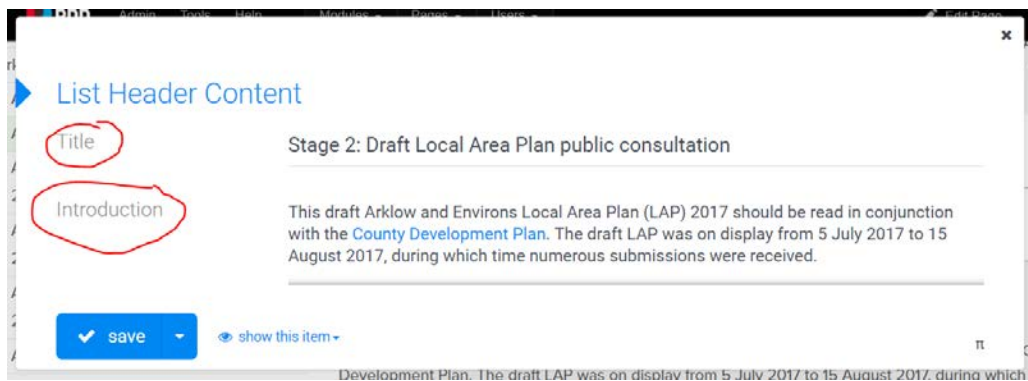 Admin Tools Help Modules Pages Users Edit Page
×
List Header Content
Title
Stage 2: Draft Local Area Plan public consultation
Introduction
This draft Arklow and Environs Local Area Plan (LAP) 2017 should be read in conjunction
with the County Development Plan. The draft LAP was on display from 5 July 2017 to 15
August 2017, during which time numerous submissions were received.
save
show this item
π
Development Plan. The draft LAP was on display from 5 July 2017 to 15 August 2017, during which